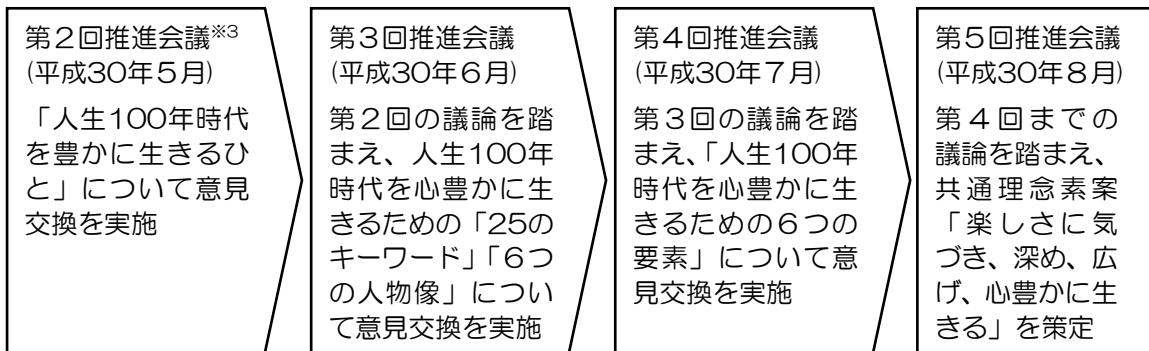 第２回推進会議※3
(平成30年５月)
「人生100年時代
を豊かに生きるひ
と」について意見
交換を実施
第３回推進会議
(平成30年６月)
第２回の議論を踏
まえ、人生100年
時代を心豊かに生
きるための「25の
キーワード」「６つ
の人物像」につい
て意見交換を実施
第４回推進会議
(平成30年７月)
第３回の議論を踏
まえ、「人生100年
時代を心豊かに生
きるための６つの
要素」について意
見交換を実施
第５回推進会議
(平成30年８月)
第４回までの
議論を踏まえ、
共通理念素案
「楽しさに気
づき、深め、広
げ、心豊かに生
きる」を策定